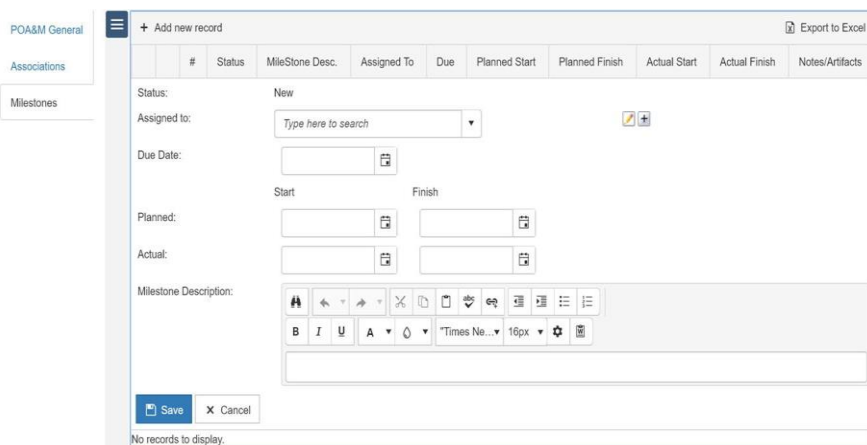 POA&M General
Associations
Milestones
+ Add new record
Export to Excel
# Status MileStone Desc. Assigned To Due Planned Start Planned Finish Actual Start Actual Finish Notes/Artifacts
Status: New
Assigned to: Type here to search
Due Date:
Start Finish
Planned:
Actual:
Milestone Description:
abc
B I U A "Times Ne... 16px
Save X Cancel
No records to display.